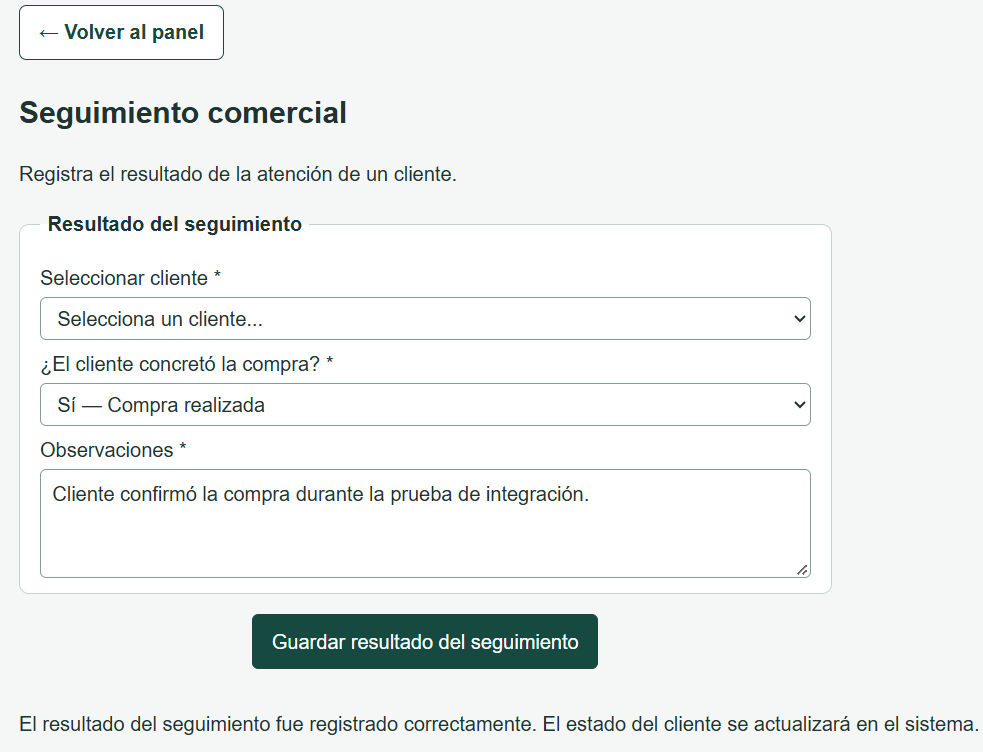 ← Volver al panel
Seguimiento comercial
Registra el resultado de la atención de un cliente.
Resultado del seguimiento
Seleccionar cliente *
Selecciona un cliente...
¿El cliente concretó la compra? *
Sí — Compra realizada
Observaciones *
Cliente confirmó la compra durante la prueba de integración.
Guardar resultado del seguimiento
El resultado del seguimiento fue registrado correctamente. El estado del cliente se actualizará en el sistema.